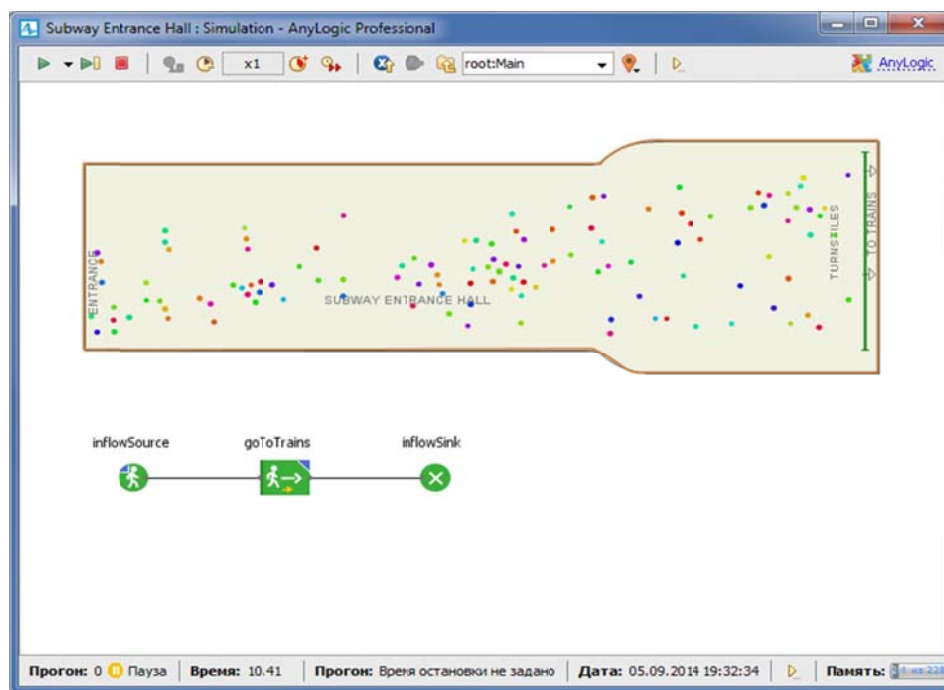 Subway Entrance Hall : Simulation - AnyLogic Professional
x1 root:Main AnyLogic
ENTRANCE
SUBWAY ENTRANCE HALL
TURNSTILES
TO TRAINS
inflowSource goToTrains inflowSink
Прогон: 0 Пауза Время: 10.41 Прогон: Время остановки не задано Дата: 05.09.2014 19:32:34 Память: из